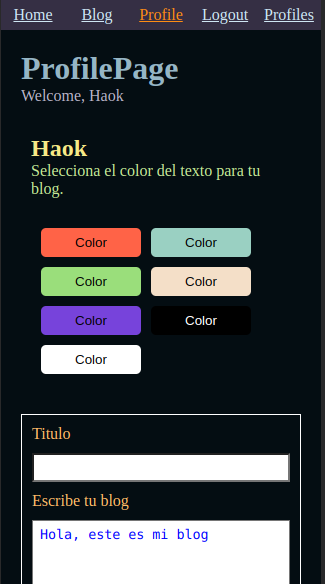 Home Blog Profile Logout Profiles
ProfilePage
Welcome, Haok
Haok
Selecciona el color del texto para tu
blog.
Color Color
Color Color
Color Color
Color
Titulo
Escribe tu blog
Hola, este es mi blog